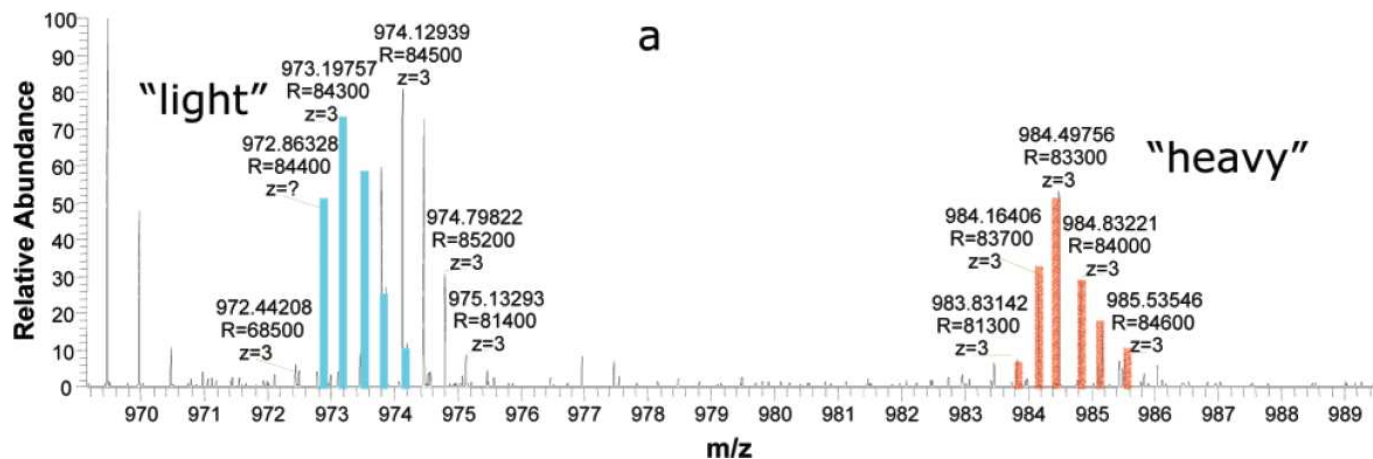 a
"light"
"heavy"
Relative Abundance
100
90
80
70
60
50
40
30
20
10
0
972.44208
R=68500
z=3
972.86328
R=84400
z=?
973.19757
R=84300
z=3
974.12939
R=84500
z=3
974.79822
R=85200
z=3
975.13293
R=81400
z=3
983.83142
R=81300
z=3
984.16406
R=83700
z=3
984.49756
R=83300
z=3
984.83221
R=84000
z=3
985.53546
R=84600
z=3
970 971 972 973 974 975 976 977 978 979 980 981 982 983 984 985 986 987 988 989
m/z